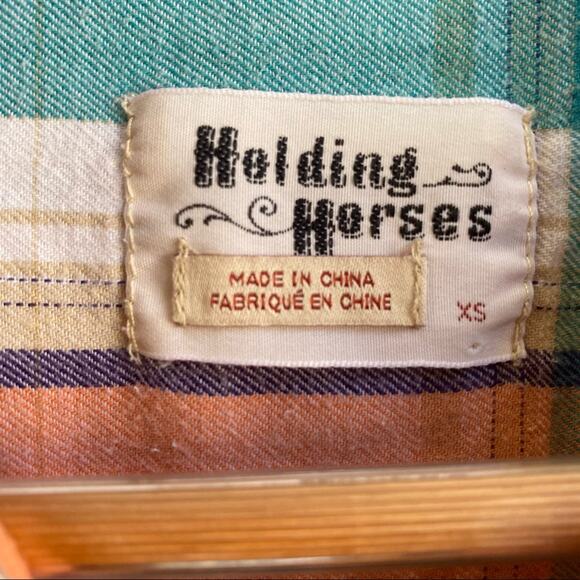 Holding
Horses
MADE IN CHINA
FABRIQUÉ EN CHINE
XS